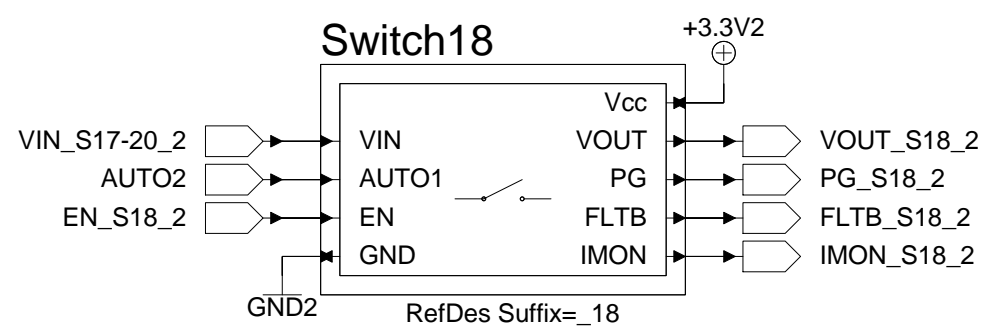 +3.3V2
Switch18
Vcc
VIN_S17-20_2 VIN VOUT VOUT_S18_2
AUTO2 AUTO1 PG PG_S18_2
EN_S18_2 EN FLTB FLTB_S18_2
GND IMON IMON_S18_2
GND2
RefDes Suffix=_18